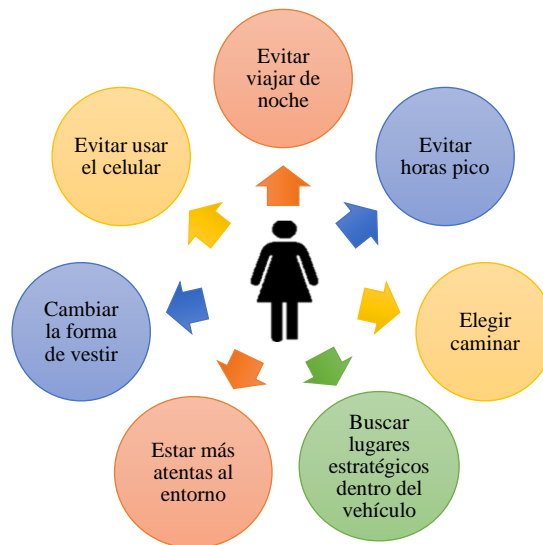 Evitar
viajar de
noche
Evitar
horas pico
Elegir
caminar
Buscar
lugares
estratégicos
dentro del
vehículo
Estar más
atentas al
entorno
Cambiar
la forma
de vestir
Evitar usar
el celular